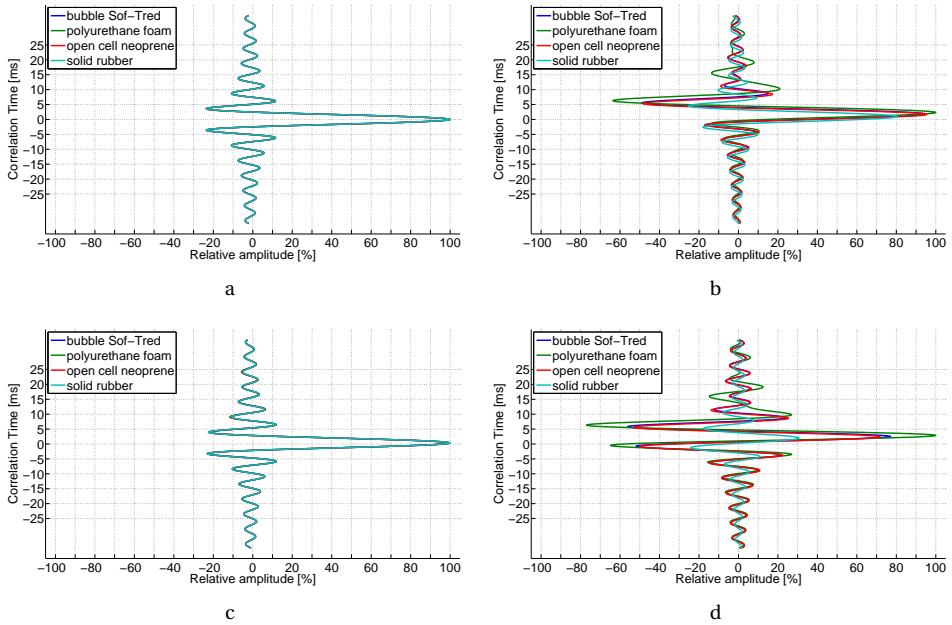 bubble Sof−Tred
polyurethane foam
open cell neoprene
solid rubber
Correlation Time [ms]
25
20
15
10
5
0
−5
−10
−15
−20
−25
−100 −80 −60 −40 −20 0 20 40 60 80 100
Relative amplitude [%]
a
bubble Sof−Tred
polyurethane foam
open cell neoprene
solid rubber
Correlation Time [ms]
25
20
15
10
5
0
−5
−10
−15
−20
−25
−100 −80 −60 −40 −20 0 20 40 60 80 100
Relative amplitude [%]
b
bubble Sof−Tred
polyurethane foam
open cell neoprene
solid rubber
Correlation Time [ms]
25
20
15
10
5
0
−5
−10
−15
−20
−25
−100 −80 −60 −40 −20 0 20 40 60 80 100
Relative amplitude [%]
c
bubble Sof−Tred
polyurethane foam
open cell neoprene
solid rubber
Correlation Time [ms]
25
20
15
10
5
0
−5
−10
−15
−20
−25
−100 −80 −60 −40 −20 0 20 40 60 80 100
Relative amplitude [%]
d